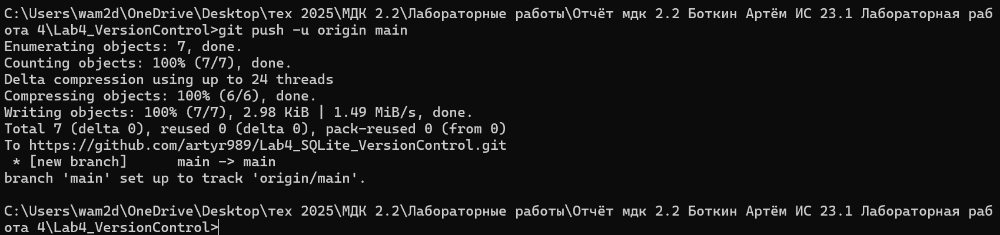 C:\Users\wam2d\OneDrive\Desktop\тех 2025\МДК 2.2\Лабораторные работы\Отчёт мдк 2.2 Боткин Артём ИС 23.1 Лабораторная раб
ота 4\Lab4_VersionControl>git push -u origin main
Enumerating objects: 7, done.
Counting objects: 100% (7/7), done.
Delta compression using up to 24 threads
Compressing objects: 100% (6/6), done.
Writing objects: 100% (7/7), 2.98 KiB | 1.49 MiB/s, done.
Total 7 (delta 0), reused 0 (delta 0), pack-reused 0 (from 0)
To https://github.com/artyr989/Lab4_SQLite_VersionControl.git
 * [new branch]      main -> main
branch 'main' set up to track 'origin/main'.

C:\Users\wam2d\OneDrive\Desktop\тех 2025\МДК 2.2\Лабораторные работы\Отчёт мдк 2.2 Боткин Артём ИС 23.1 Лабораторная раб
ота 4\Lab4_VersionControl>